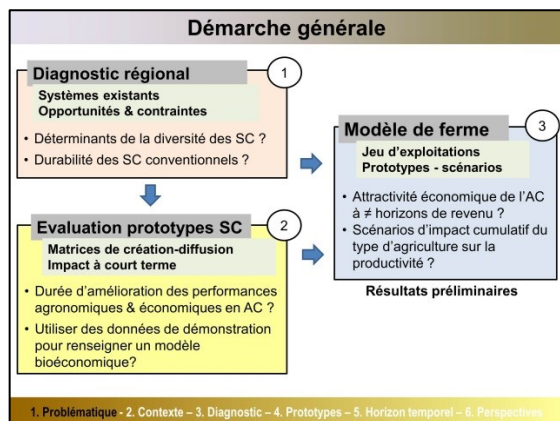 Démarche générale
Diagnostic régional
1
Systèmes existants
Opportunités & contraintes
• Déterminants de la diversité des SC ?
• Durabilité des SC conventionnels ?
Evaluation prototypes SC
2
Matrices de création-diffusion
Impact à court terme
• Durée d'amélioration des performances
agronomiques & économiques en AC ?
• Utiliser des données de démonstration
pour renseigner un modèle
bioéconomique?
Modèle de ferme
3
Jeu d'exploitations
Prototypes - scénarios
• Attractivité économique de l'AC
à ≠ horizons de revenu ?
• Scénarios d'impact cumulatif du
type d'agriculture sur la
productivité ?
Résultats préliminaires
1. Problématique - 2. Contexte – 3. Diagnostic – 4. Prototypes – 5. Horizon temporel – 6. Perspectives